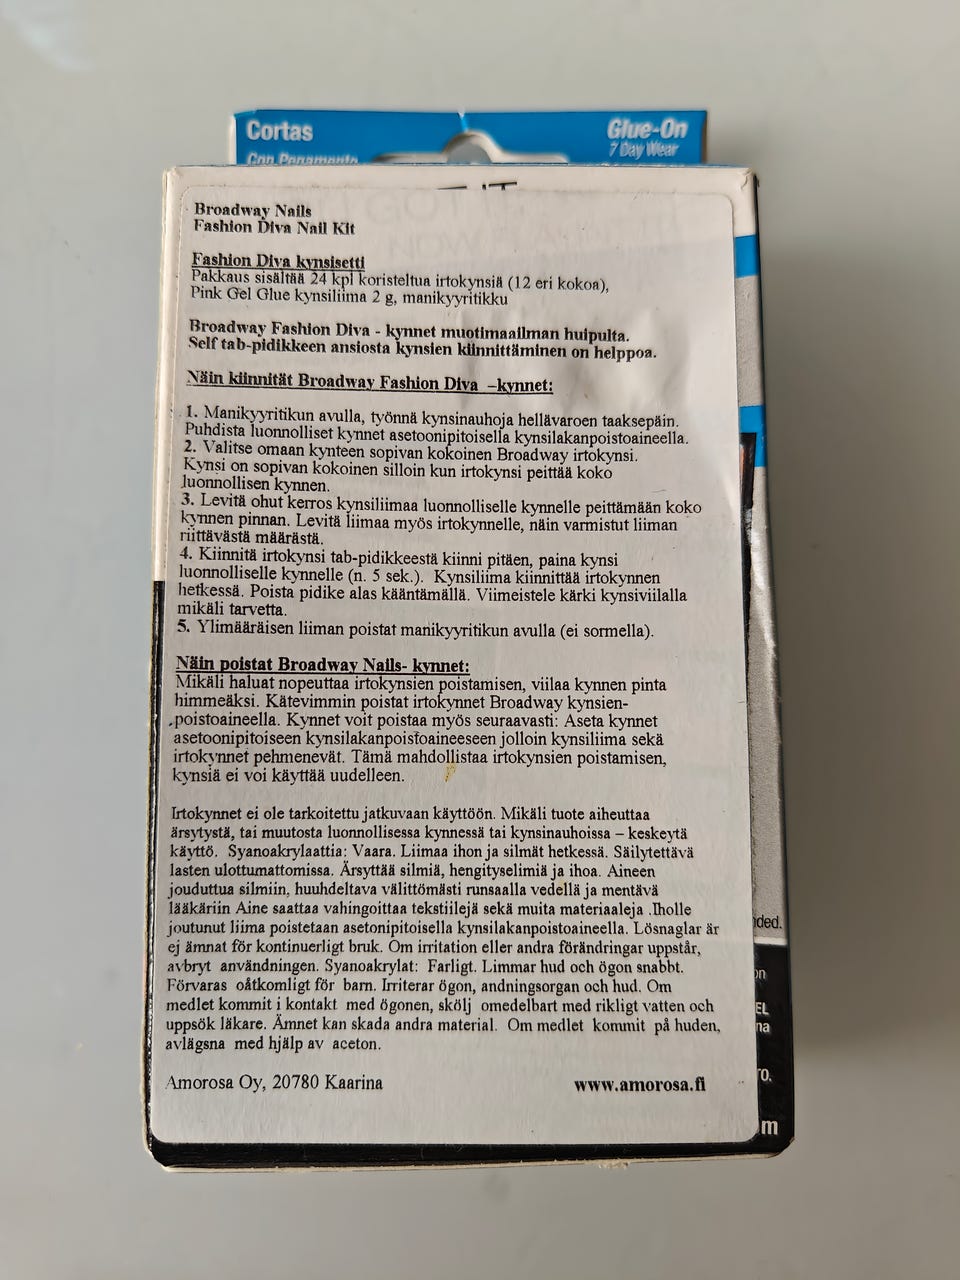 Cortas
Glue-On
Con Pegamento
7 Day Wear
Broadway Nails
Fashion Diva Nail Kit
Fashion Diva kynsisetti
Pakkaus sisältää 24 kpl koristeltua irtokynsiä (12 eri kokoa),
Pink Gel Glue kynsiliima 2 g, manikyyritikku
Broadway Fashion Diva - kynnet muotimaailman huipulta.
Self tab-pidikkeen ansiosta kynsien kiinnittäminen on helppoa.
Näin kiinnität Broadway Fashion Diva –kynnet:
1. Manikyyritikun avulla, työnnä kynsinauhoja hellävaroen taaksepäin.
Puhdista luonnolliset kynnet asetoonipitoisella kynsilakanpoistoaineella.
2. Valitse omaan kynteen sopivan kokoinen Broadway irtokynsi.
Kynsi on sopivan kokoinen silloin kun irtokynsi peittää koko
luonnollisen kynnen.
3. Levitä ohut kerros kynsiliimaa luonnolliselle kynnelle peittämään koko
kynnen pinnan. Levitä liimaa myös irtokynnelle, näin varmistut liiman
riittävästä määrästä.
4. Kiinnitä irtokynsi tab-pidikkeestä kiinni pitäen, paina kynsi
luonnolliselle kynnelle (n. 5 sek.). Kynsiliima kiinnittää irtokynnen
hetkessä. Poista pidike alas kääntämällä. Viimeistele kärki kynsiviilalla
mikäli tarvetta.
5. Ylimääräisen liiman poistat manikyyritikun avulla (ei sormella).
Näin poistat Broadway Nails- kynnet:
Mikäli haluat nopeuttaa irtokynsien poistamisen, viilaa kynnen pinta
himmeäksi. Kätevimmin poistat irtokynnet Broadway kynsien-
poistoaineella. Kynnet voit poistaa myös seuraavasti: Aseta kynnet
asetoonipitoiseen kynsilakanpoistoaineeseen jolloin kynsiliima sekä
irtokynnet pehmenevät. Tämä mahdollistaa irtokynsien poistamisen,
kynsiä ei voi käyttää uudelleen.
Irtokynnet ei ole tarkoitettu jatkuvaan käyttöön. Mikäli tuote aiheuttaa
ärsytystä, tai muutosta luonnollisessa kynnessä tai kynsinauhoissa – keskeytä
käyttö. Syanoakrylaattia: Vaara. Liimaa ihon ja silmät hetkessä. Säilytettävä
lasten ulottumattomissa. Ärsyttää silmiä, hengityselimiä ja ihoa. Aineen
jouduttua silmiin, huuhdeltava välittömästi runsaalla vedellä ja mentävä
lääkäriin Aine saattaa vahingoittaa tekstiilejä sekä muita materiaaleja .Iholle
joutunut liima poistetaan asetonipitoisella kynsilakanpoistoaineella. Lösnaglar är
ej ämnat för kontinuerligt bruk. Om irritation eller andra förändringar uppstår,
avbryt användningen. Syanoakrylat: Farligt. Limmar hud och ögon snabbt.
Förvaras oåtkomligt för barn. Irriterar ögon, andningsorgan och hud. Om
medlet kommit i kontakt med ögonen, skölj omedelbart med rikligt vatten och
uppsök läkare. Ämnet kan skada andra material. Om medlet kommit på huden,
avlägsna med hjälp av aceton.
Amorosa Oy, 20780 Kaarina
www.amorosa.fi